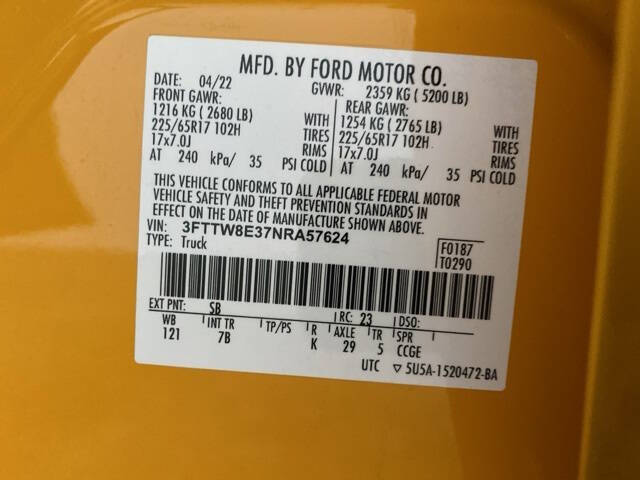 MFD. BY FORD MOTOR CO.
DATE: 04/22 GVWR: 2359 KG ( 5200 LB)
FRONT GAWR: REAR GAWR:
1216 KG ( 2680 LB) WITH 1254 KG ( 2765 LB) WITH
225/65R17 102H TIRES 225/65R17 102H TIRES
17x7.0J RIMS 17x7.0J RIMS
AT 240 kPa/ 35 PSI COLD AT 240 kPa/ 35 PSI COLD
THIS VEHICLE CONFORMS TO ALL APPLICABLE FEDERAL MOTOR
VEHICLE SAFETY AND THEFT PREVENTION STANDARDS IN
EFFECT ON THE DATE OF MANUFACTURE SHOWN ABOVE.
VIN: 3FTTW8E37NRA57624 F0187
TYPE: Truck T0290
EXT PNT: SB RC: 23 DSO:
WB INT TR TP/PS R AXLE TR SPR
121 7B K 29 5 CCGE
UTC ▽ 5U5A-1520472-BA